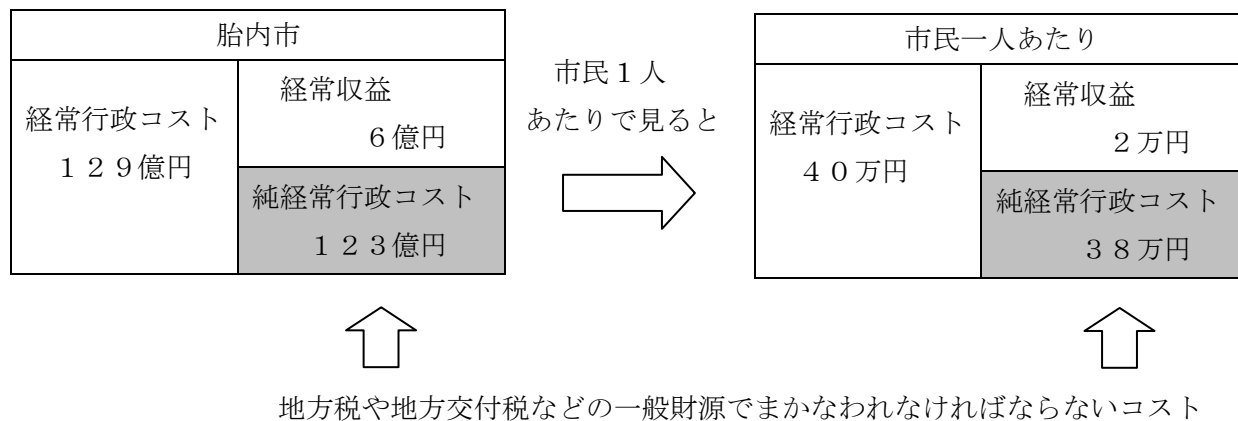 胎内市
経常行政コスト
１２９億円
経常収益
６億円
純経常行政コスト
１２３億円
市民１人
あたりで見ると
市民一人あたり
経常行政コスト
４０万円
経常収益
２万円
純経常行政コスト
３８万円
地方税や地方交付税などの一般財源でまかなわれなければならないコスト